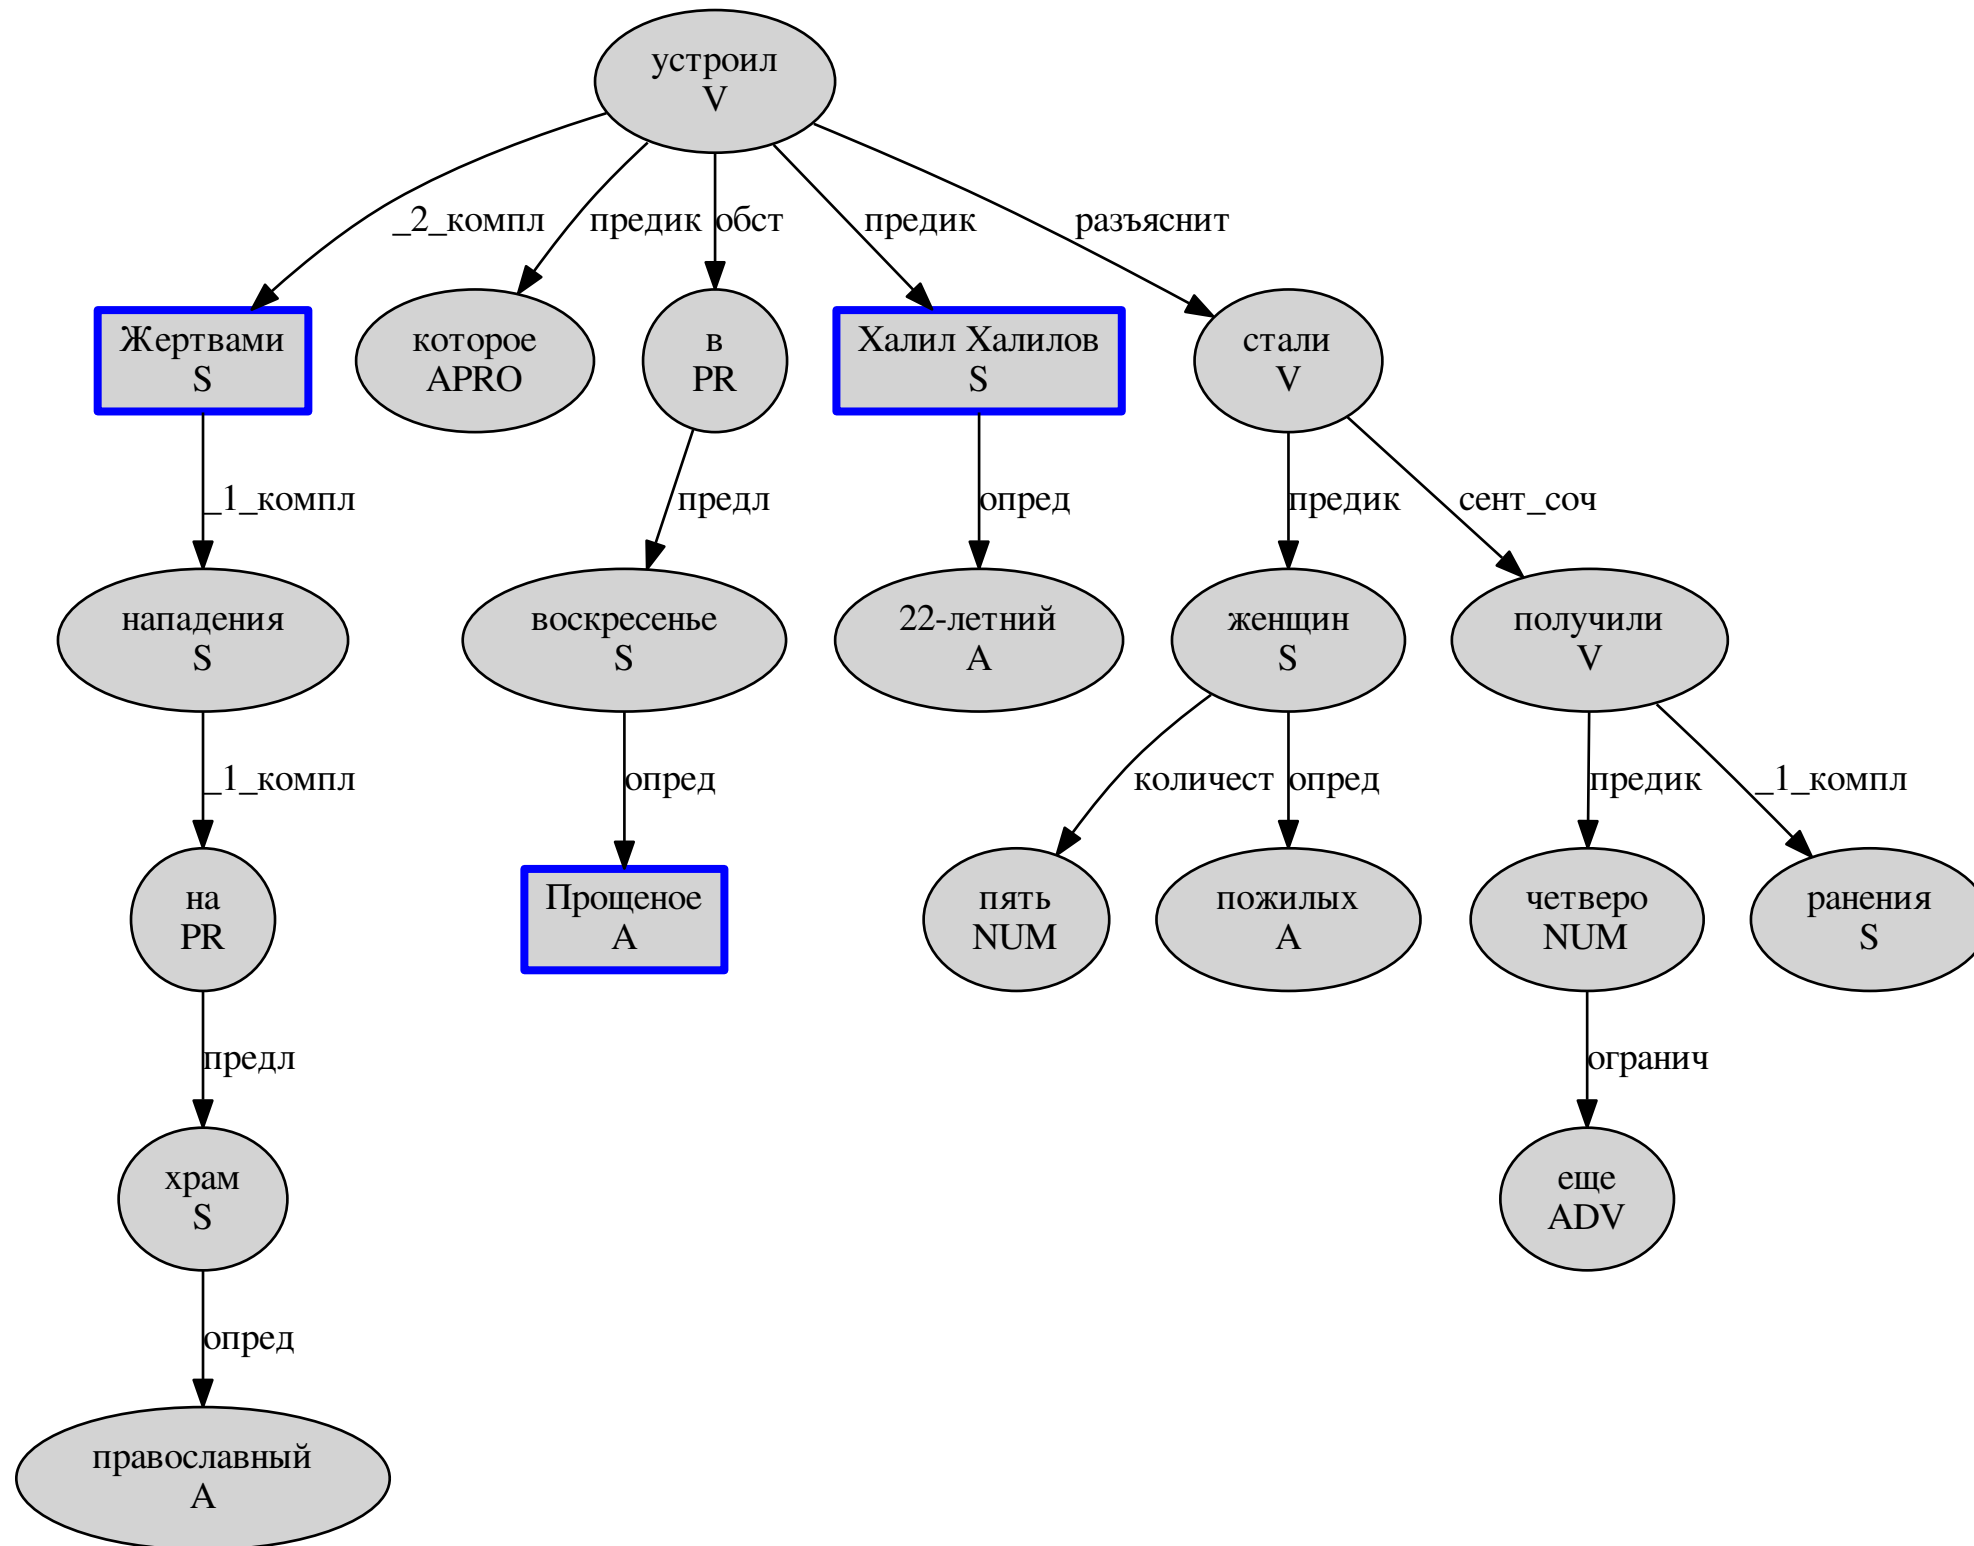 устроил
V
_2_компл
предик
обст
предик
разъяснит
Жертвами
S
которое
APRO
в
PR
Халил Халилов
S
стали
V
_1_компл
предл
опред
предик
сент_соч
нападения
S
воскресенье
S
22-летний
A
женщин
S
получили
V
_1_компл
опред
количест
опред
предик
_1_компл
на
PR
Прощеное
A
пять
NUM
пожилых
A
четверо
NUM
ранения
S
предл
огранич
храм
S
еще
ADV
опред
православный
A